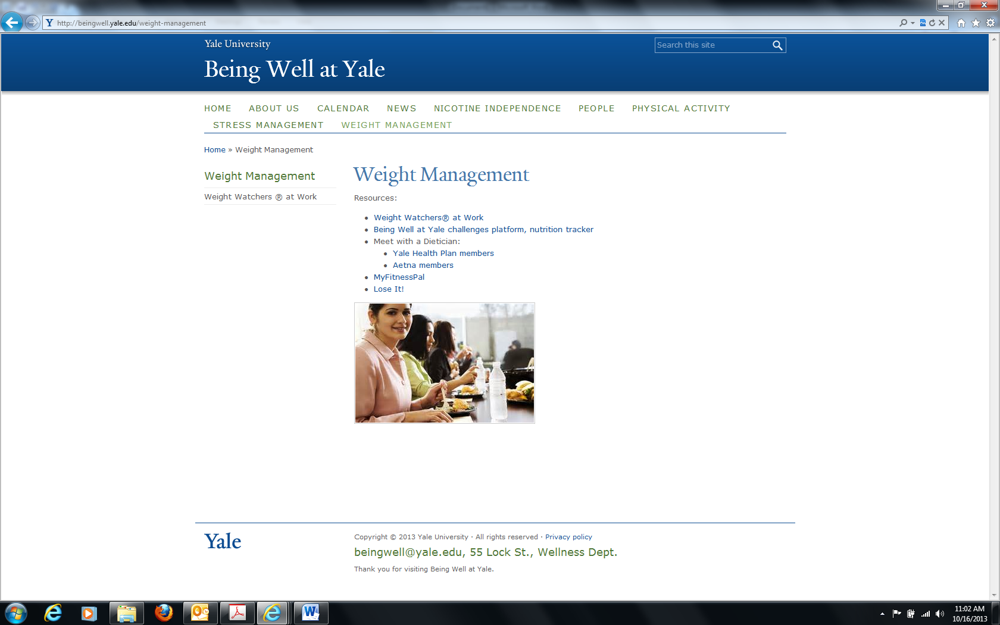 http://beingwell.yale.edu/weight-management
Yale University
Search this site
Being Well at Yale
HOME ABOUT US CALENDAR NEWS NICOTINE INDEPENDENCE PEOPLE PHYSICAL ACTIVITY
STRESS MANAGEMENT WEIGHT MANAGEMENT
Home » Weight Management
Weight Management
Weight Watchers ® at Work
Weight Management
Resources:
Weight Watchers® at Work
Being Well at Yale challenges platform, nutrition tracker
Meet with a Dietician:
Yale Health Plan members
Aetna members
MyFitnessPal
Lose It!
Yale
Copyright © 2013 Yale University · All rights reserved · Privacy policy
beingwell@yale.edu, 55 Lock St., Wellness Dept.
Thank you for visiting Being Well at Yale.
11:02 AM
10/16/2013